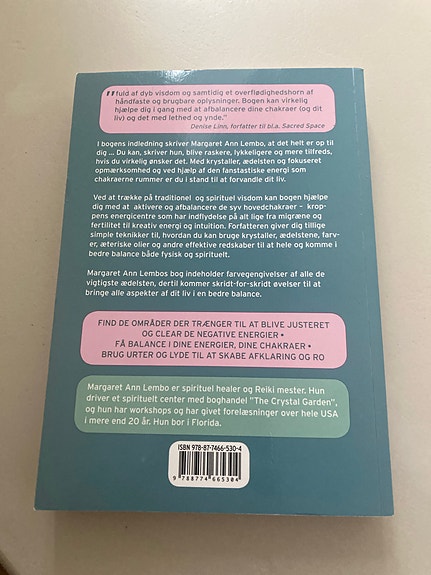 "fuld af dyb visdom og samtidig et overflødighedshorn af
håndfaste og brugbare oplysninger. Bogen kan virkelig
hjælpe dig i gang med at afbalancere dine chakraer (og dit
liv) og det med lethed og ynde."
Denise Linn, forfatter til bl.a. Sacred Space
I bogens indledning skriver Margaret Ann Lembo, at det helt er op til
dig ... Du kan, skriver hun, blive raskere, lykkeligere og mere tilfreds,
hvis du virkelig ønsker det. Med krystaller, ædelsten og fokuseret
opmærksomhed og ved hjælp af den fanstastiske energi som
chakraerne rummer er du i stand til at forvandle dit liv.
Ved at trække på traditionel og spirituel visdom kan bogen hjælpe
dig med at aktivere og afbalancere de syv hovedchakraer – krop-
pens energicentre som har indflydelse på alt lige fra migræne og
fertilitet til kreativ energi og intuition. Forfatteren giver dig tillige
simple teknikker til, hvordan du kan bruge krystaller, ædelstene, farv-
er, æteriske olier og andre effektive redskaber til at hele og komme i
bedre balance både fysisk og spirituelt.
Margaret Ann Lembos bog indeholder farvegengivelser af alle de
vigtigste ædelsten, dertil kommer skridt-for-skridt øvelser til at
bringe alle aspekter af dit liv i en bedre balance.
FIND DE OMRÅDER DER TRÆNGER TIL AT BLIVE JUSTERET
OG CLEAR DE NEGATIVE ENERGIER •
FÅ BALANCE I DINE ENERGIER, DINE CHAKRAER •
BRUG URTER OG LYDE TIL AT SKABE AFKLARING OG RO
Margaret Ann Lembo er spirituel healer og Reiki mester. Hun
driver et spirituelt center med boghandel "The Crystal Garden",
og hun har workshops og har givet forelæsninger over hele USA
i mere end 20 år. Hun bor i Florida.
ISBN 978-87-7466-530-4
9 788774 665304